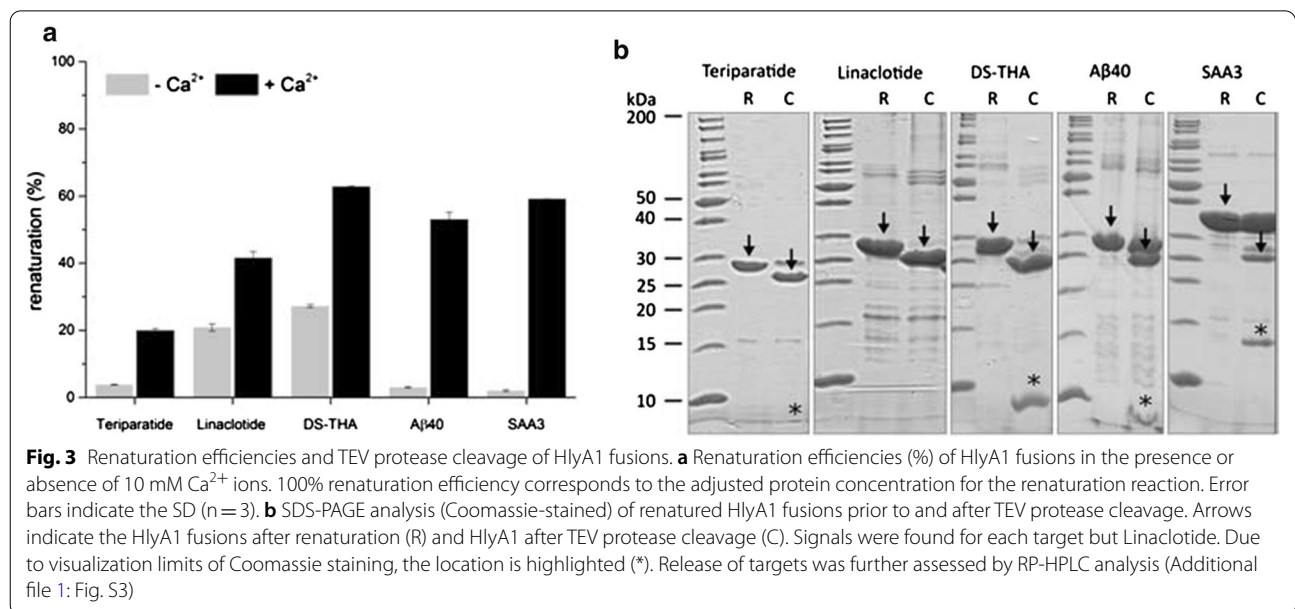 a
100
80
60
40
20
0
renaturation (%)
- Ca²⁺ + Ca²⁺
Teriparatide Linaclotide DS-THA Aβ40 SAA3
b
Teriparatide Linaclotide DS-THA Aβ40 SAA3
kDa R C R C R C R C R C
200
50
40
30
25
20
15
10
*
*
*
*
Fig. 3 Renaturation efficiencies and TEV protease cleavage of HlyA1 fusions. a Renaturation efficiencies (%) of HlyA1 fusions in the presence or
absence of 10 mM Ca²⁺ ions. 100% renaturation efficiency corresponds to the adjusted protein concentration for the renaturation reaction. Error
bars indicate the SD (n = 3). b SDS-PAGE analysis (Coomassie-stained) of renatured HlyA1 fusions prior to and after TEV protease cleavage. Arrows
indicate the HlyA1 fusions after renaturation (R) and HlyA1 after TEV protease cleavage (C). Signals were found for each target but Linaclotide. Due
to visualization limits of Coomassie staining, the location is highlighted (*). Release of targets was further assessed by RP-HPLC analysis (Additional
file 1: Fig. S3)